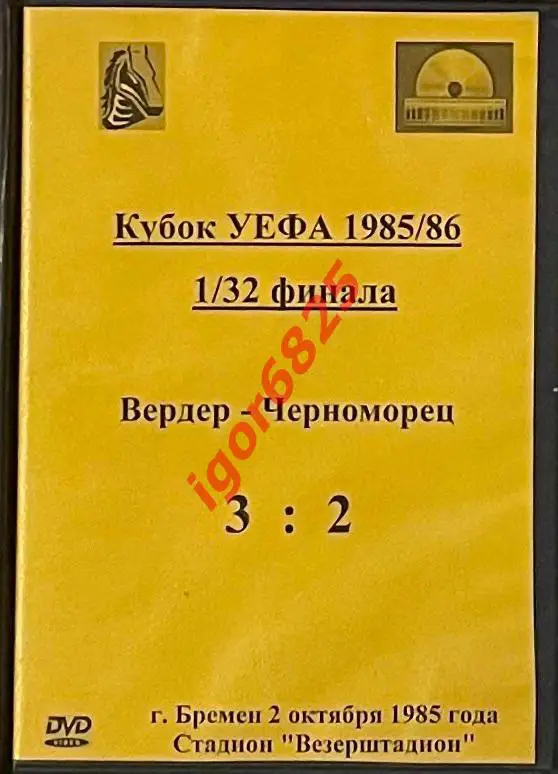 Кубок УЕФА 1985/86
1/32 финала
igor6825
Вердер - Черноморец
3 : 2
DVD
VIDEO
г. Бремен 2 октября 1985 года
Стадион "Везерштадион"